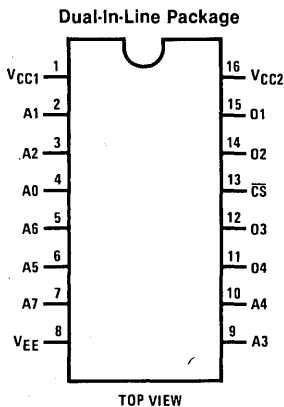 Dual-In-Line Package
VCC1 1 16 VCC2
A1 2 15 O1
A2 3 14 O2
A0 4 13 C̅S̅
A6 5 12 O3
A5 6 11 O4
A7 7 10 A4
VEE 8 9 A3
TOP VIEW